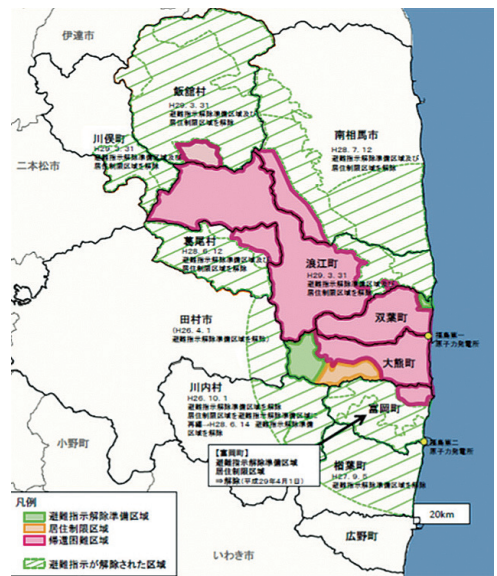 伊達市
飯舘村
H29. 3. 31
避難指示解除準備区域及び
居住制限区域を解除
川俣町
H29. 3. 31
避難指示解除準備区域及び
居住制限区域を解除
南相馬市
H28. 7. 12
避難指示解除準備区域及び
居住制限区域を解除
二本松市
葛尾村
H28. 6. 12
避難指示解除準備区域及び
居住制限区域を解除
浪江町
H29. 3. 31
避難指示解除準備区域及び
居住制限区域を解除
田村市
(H26. 4. 1
避難指示解除準備区域を解除)
双葉町
福島第一
原子力発電所
大熊町
川内村
H26. 10. 1
避難指示解除準備区域を解除
居住制限区域を避難指示解除準備区域に
再編→H28. 6. 14 避難指示解除準備区域
を解除
富岡町
小野町
【富岡町】
避難指示解除準備区域
居住制限区域
⇒解除(平成29年4月1日)
福島第二
原子力発電所
楢葉町
H27. 9. 5
避難指示解除準備区域を解除
凡例
避難指示解除準備区域
居住制限区域
帰還困難区域
避難指示が解除された区域
20km
広野町
いわき市